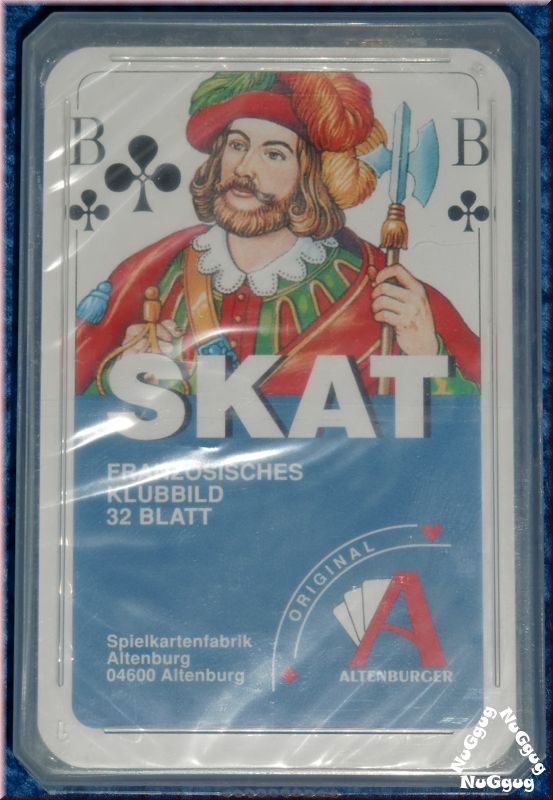 B B
SKAT
FRANZÖSISCHES
KLUBBILD
32 BLATT
ORIGINAL
Spielkartenfabrik
Altenburg
04600 Altenburg
A
ALTENBURGER
NuGgug
NuGgug
NuGgug